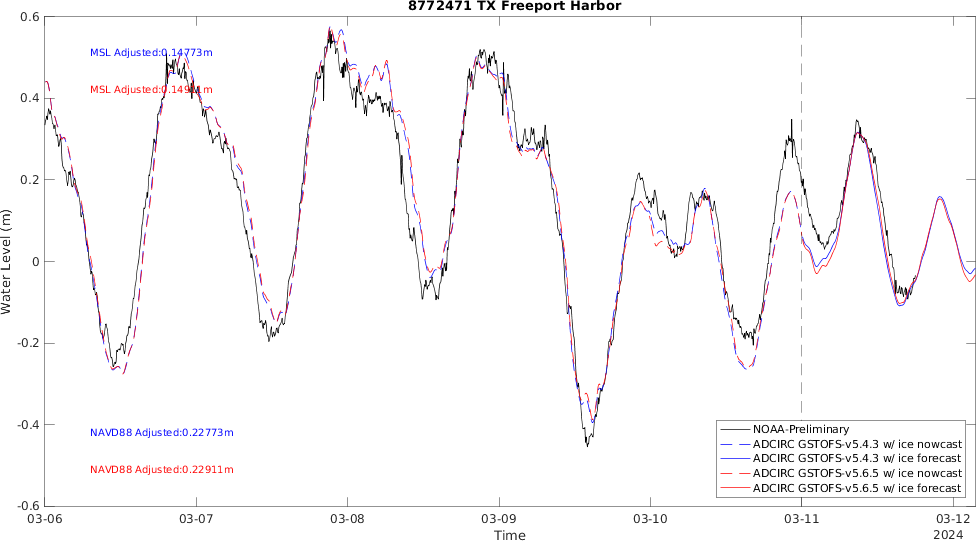 8772471 TX Freeport Harbor
0.6
0.4
0.2
0
-0.2
-0.4
-0.6
Water Level (m)
MSL Adjusted:0.14773m
MSL Adjusted:0.14911m
NAVD88 Adjusted:0.22773m
NAVD88 Adjusted:0.22911m
NOAA-Preliminary
ADCIRC GSTOFS-v5.4.3 w/ ice nowcast
ADCIRC GSTOFS-v5.4.3 w/ ice forecast
ADCIRC GSTOFS-v5.6.5 w/ ice nowcast
ADCIRC GSTOFS-v5.6.5 w/ ice forecast
03-06
03-07
03-08
03-09
03-10
03-11
03-12
Time
2024